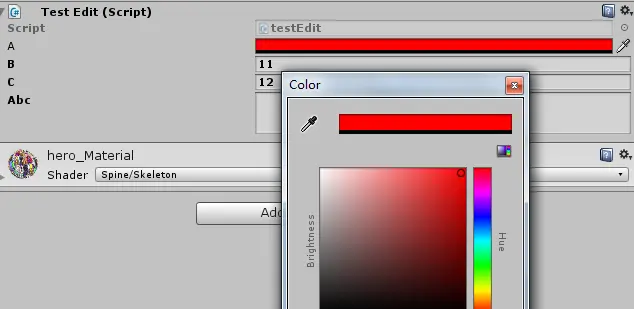 Test Edit (Script)
Script testEdit
A
B 11
C 12
Abc
Color
Brightness
Hue
hero_Material
Shader Spine/Skeleton
Add